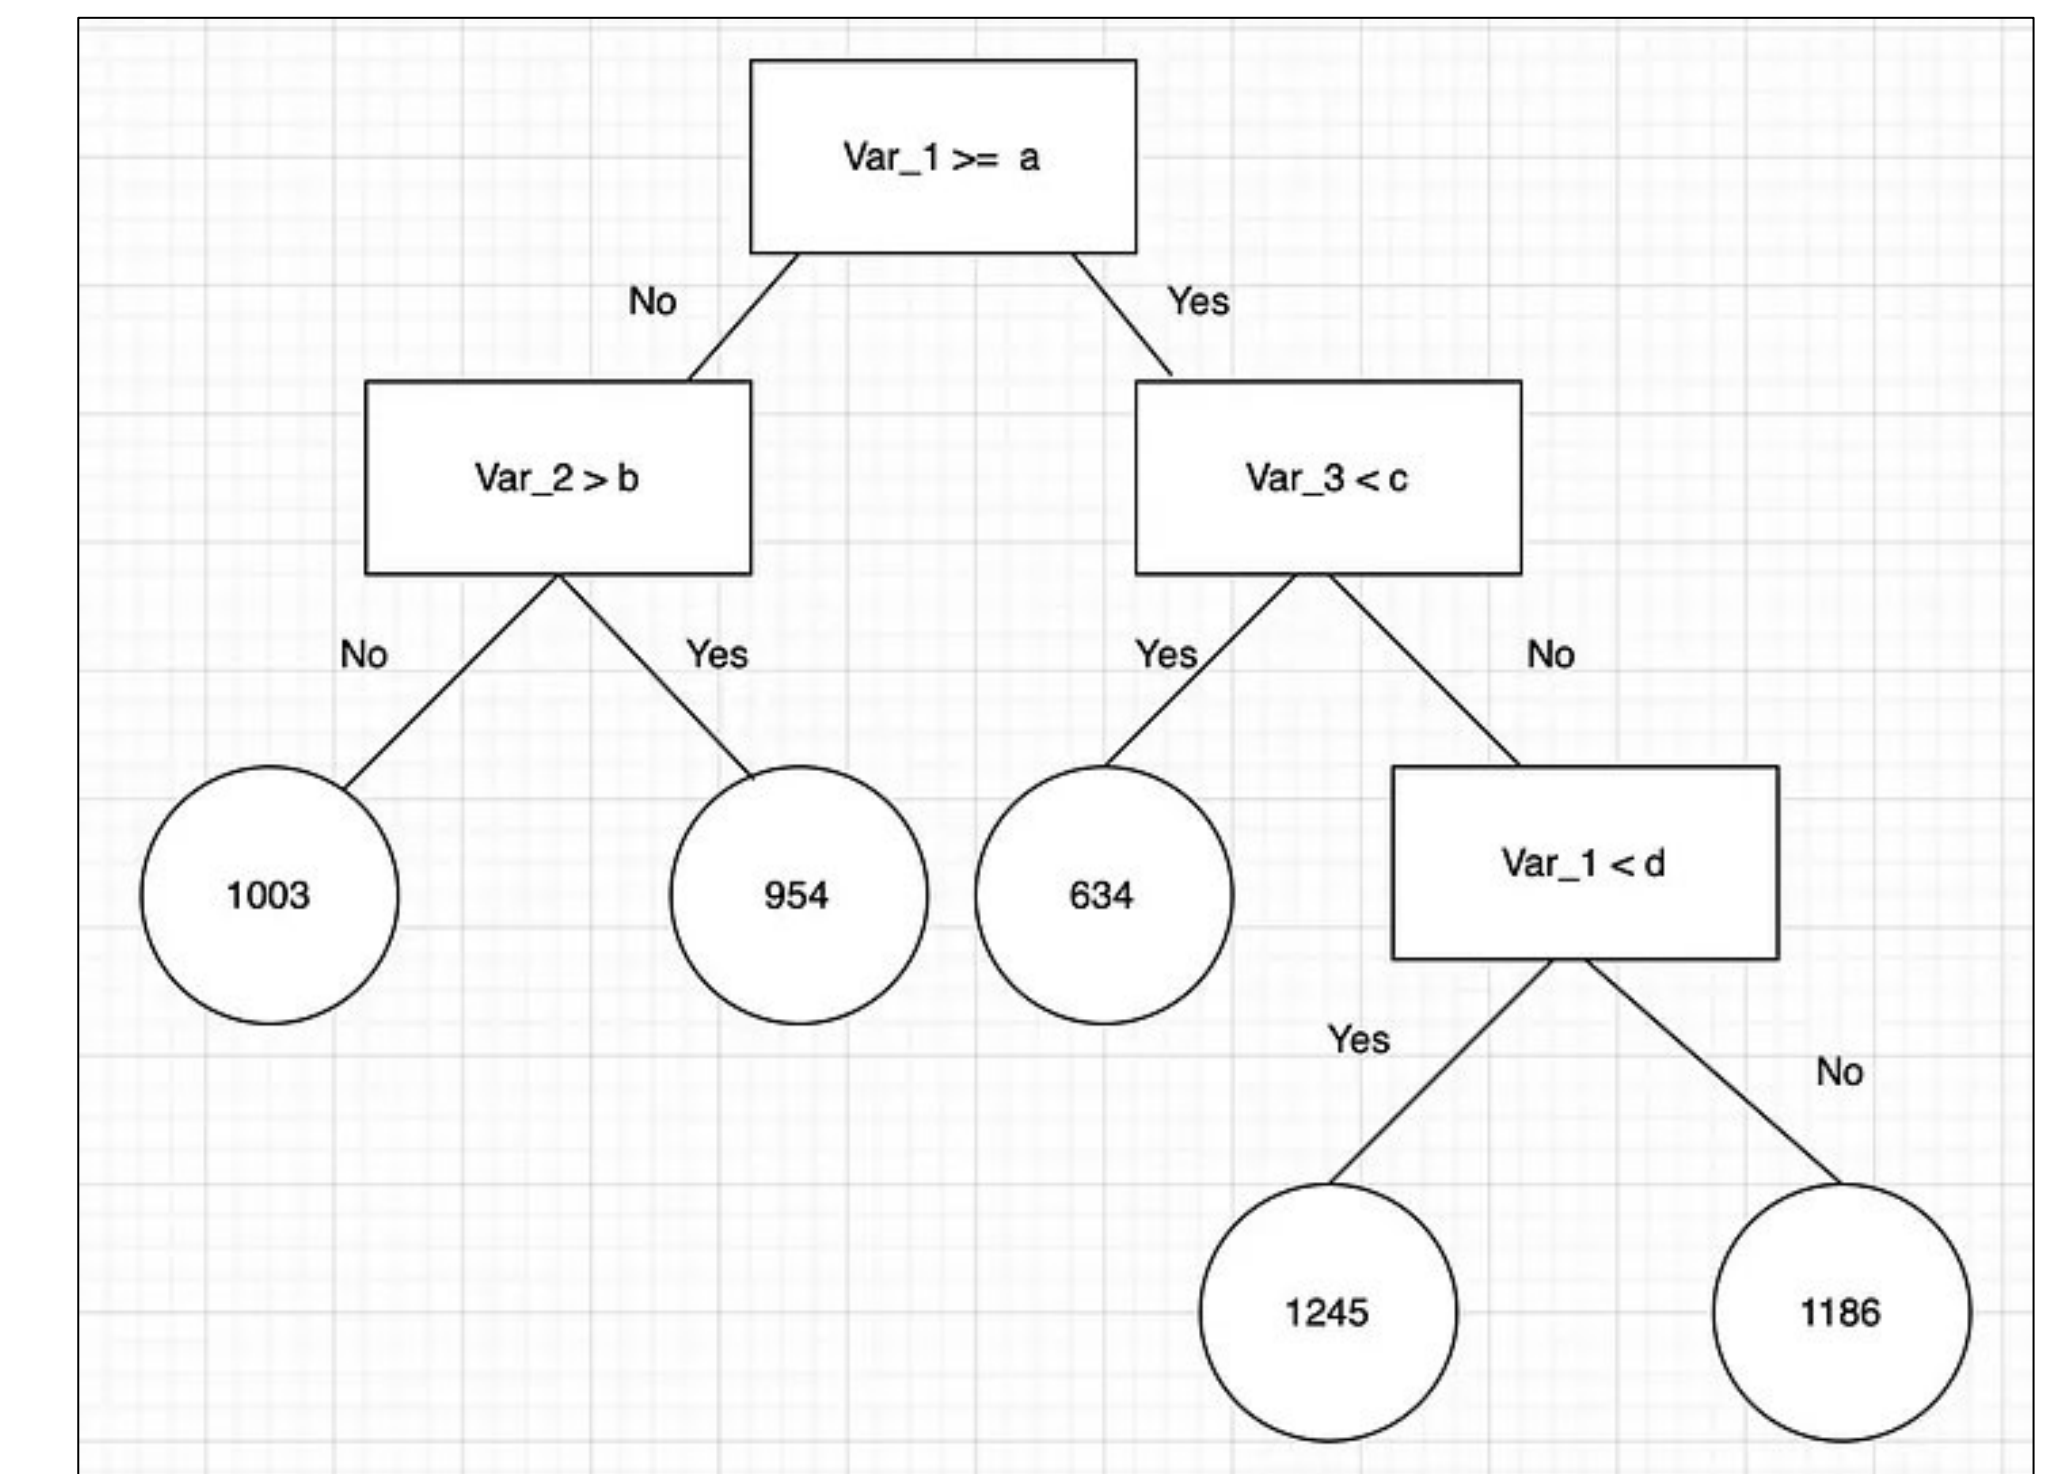 Var_1 >= a
No
Yes
Var_2 > b
Var_3 < c
No
Yes
Yes
No
1003
954
634
Var_1 < d
Yes
No
1245
1186